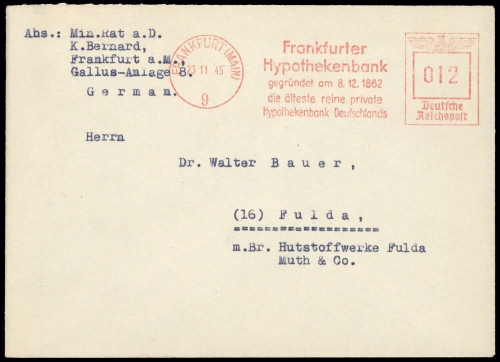 Abs.: Min.Rat a.D.
K.Bernard,
Frankfurt a.M.,
Gallus-Anlage 8.
German.
FRANKFURT (MAIN)
23 11 45
9
Frankfurter
Hypothekenbank
gegründet am 8.12.1862
die älteste reine private
Hypothekenbank Deutschlands
012
Deutsche
Reichspost
Herrn
Dr. Walter Bauer,
(16) Fulda,
==================
m.Br. Hutstoffwerke Fulda
Muth & Co.